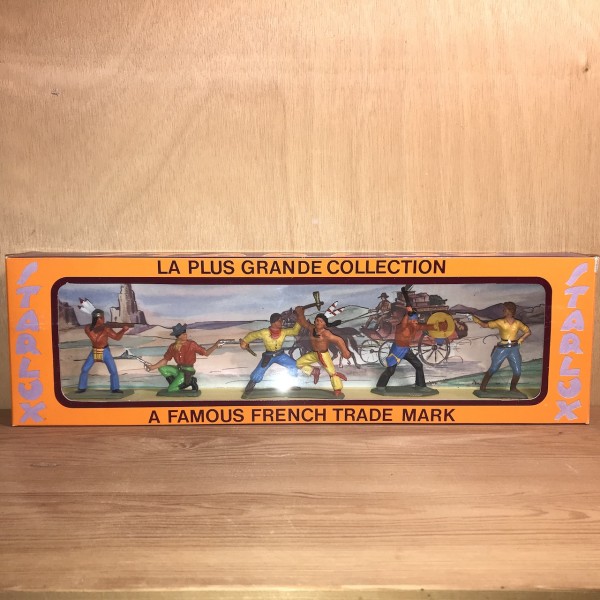 LA PLUS GRANDE COLLECTION
STARLUX
STARLUX
A FAMOUS FRENCH TRADE MARK